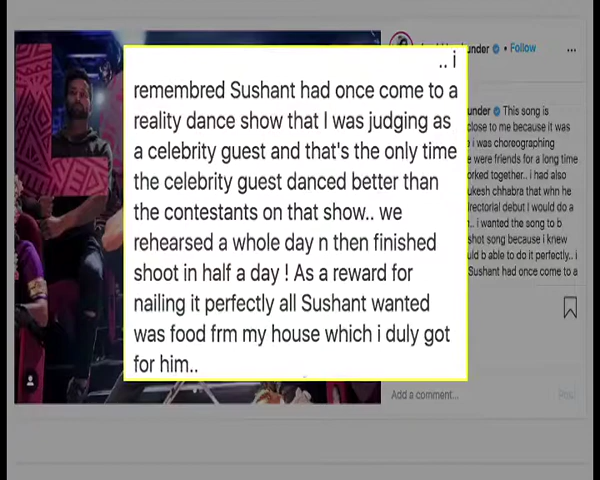 .. i
remembred Sushant had once come to a
reality dance show that I was judging as
a celebrity guest and that's the only time
the celebrity guest danced better than
the contestants on that show.. we
rehearsed a whole day n then finished
shoot in half a day ! As a reward for
nailing it perfectly all Sushant wanted
was food frm my house which i duly got
for him..
under • Follow
under This song is
close to me because it was
i was choreographing
were friends for a long time
orked together.. i had also
ukesh chhabra that whn he
irectorial debut I would do a
.. i wanted the song to b
shot song because i knew
uld b able to do it perfectly.. i
Sushant had once come to a
Add a comment...
Post